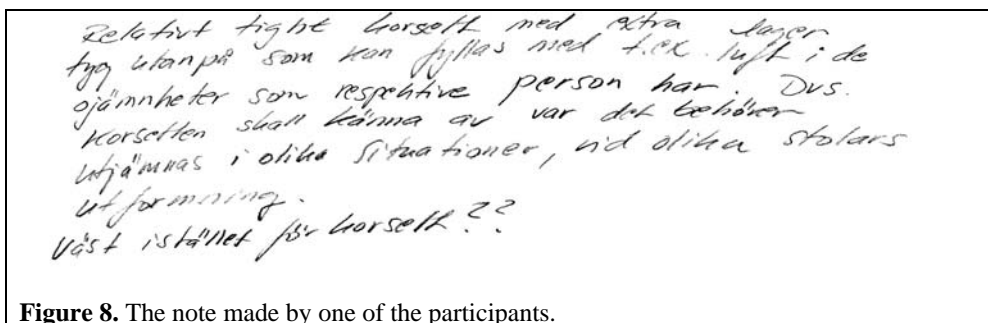 Relativt tight korsett med extra lager
tyg utanpå som kan fyllas med t.ex. luft i de
ojämnheter som respektive person har. Dvs.
korsetten skall känna av var det behöver
utjämnas i olika situationer, vid olika stolars
utformning.
Väst istället för korsett??
Figure 8. The note made by one of the participants.